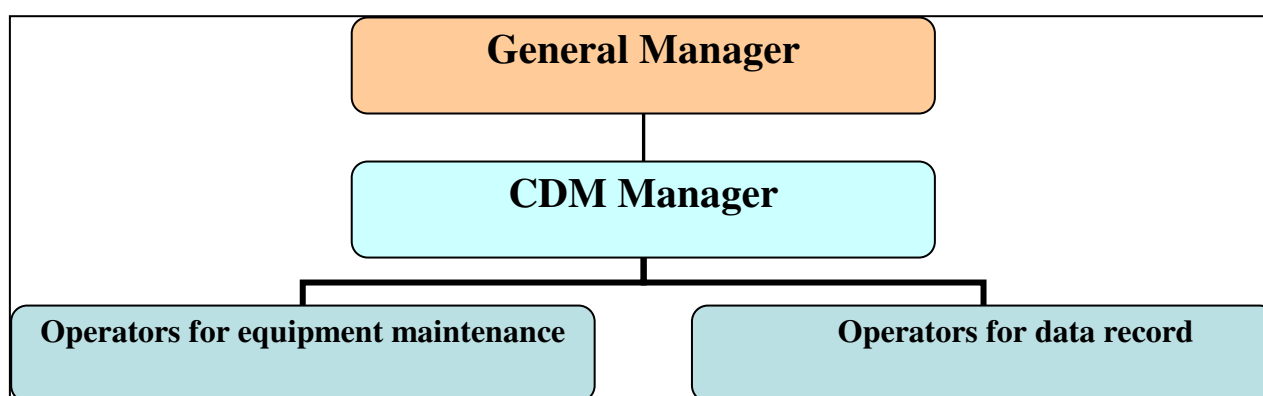 General Manager
CDM Manager
Operators for equipment maintenance
Operators for data record